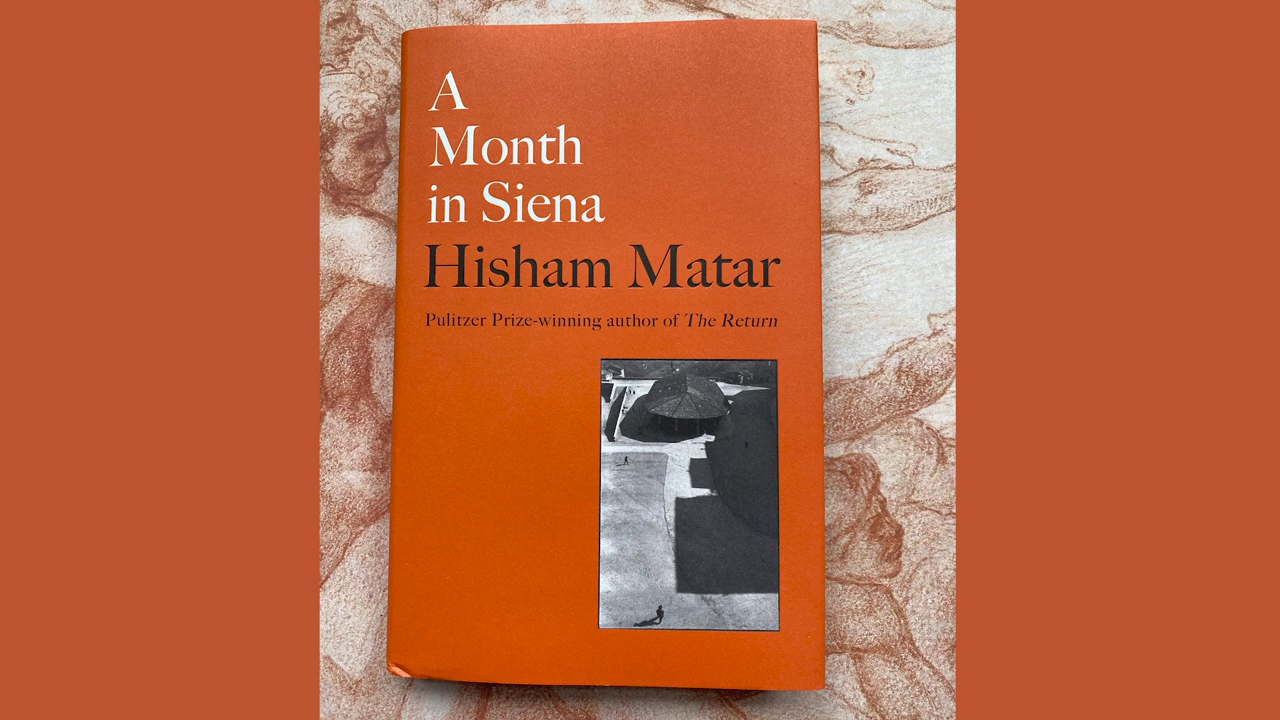 A
Month
in Siena
Hisham Matar
Pulitzer Prize-winning author of The Return